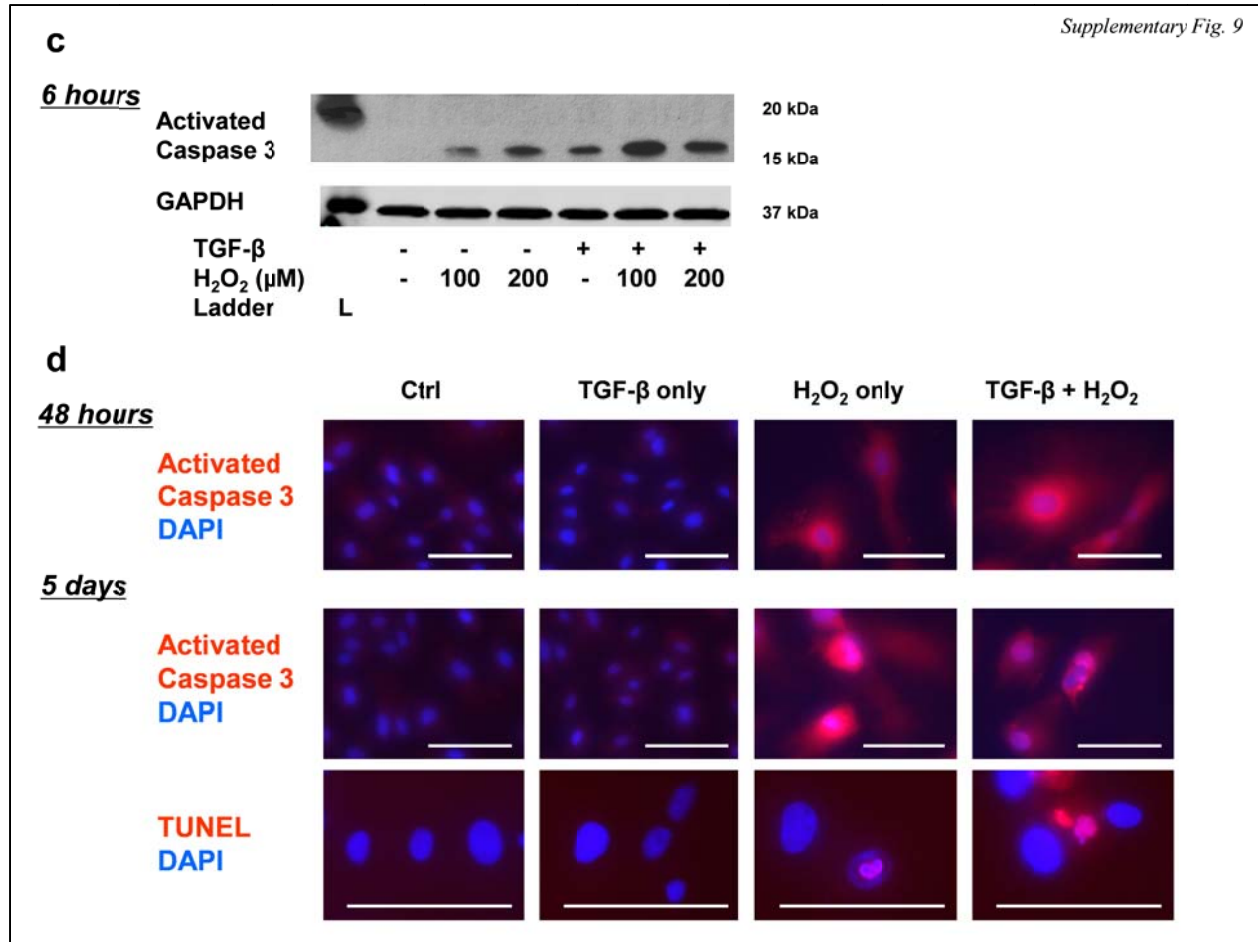 Supplementary Fig. 9
c
6 hours
Activated
Caspase 3
20 kDa
15 kDa
GAPDH
37 kDa
TGF-β - - - + + +
H₂O₂ (μM) - 100 200 - 100 200
Ladder L
d
Ctrl TGF-β only H₂O₂ only TGF-β + H₂O₂
48 hours
Activated
Caspase 3
DAPI
5 days
Activated
Caspase 3
DAPI
TUNEL
DAPI